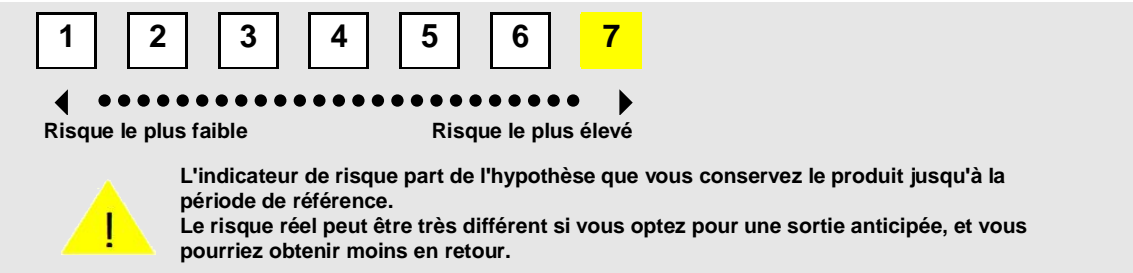 1 2 3 4 5 6 7
Risque le plus faible Risque le plus élevé
L'indicateur de risque part de l'hypothèse que vous conservez le produit jusqu'à la
période de référence.
Le risque réel peut être très différent si vous optez pour une sortie anticipée, et vous
pourriez obtenir moins en retour.
!